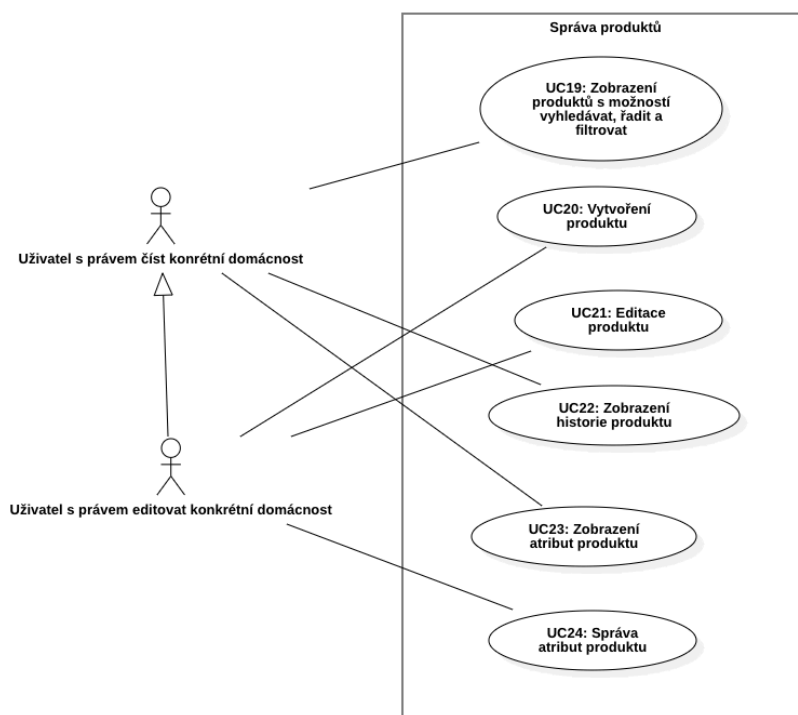 Správa produktů
UC19: Zobrazení
produktů s možností
vyhledávat, řadit a
filtrovat
UC20: Vytvoření
produktu
Uživatel s právem číst konrétní domácnost
UC21: Editace
produktu
UC22: Zobrazení
historie produktu
Uživatel s právem editovat konkrétní domácnost
UC23: Zobrazení
atribut produktu
UC24: Správa
atribut produktu